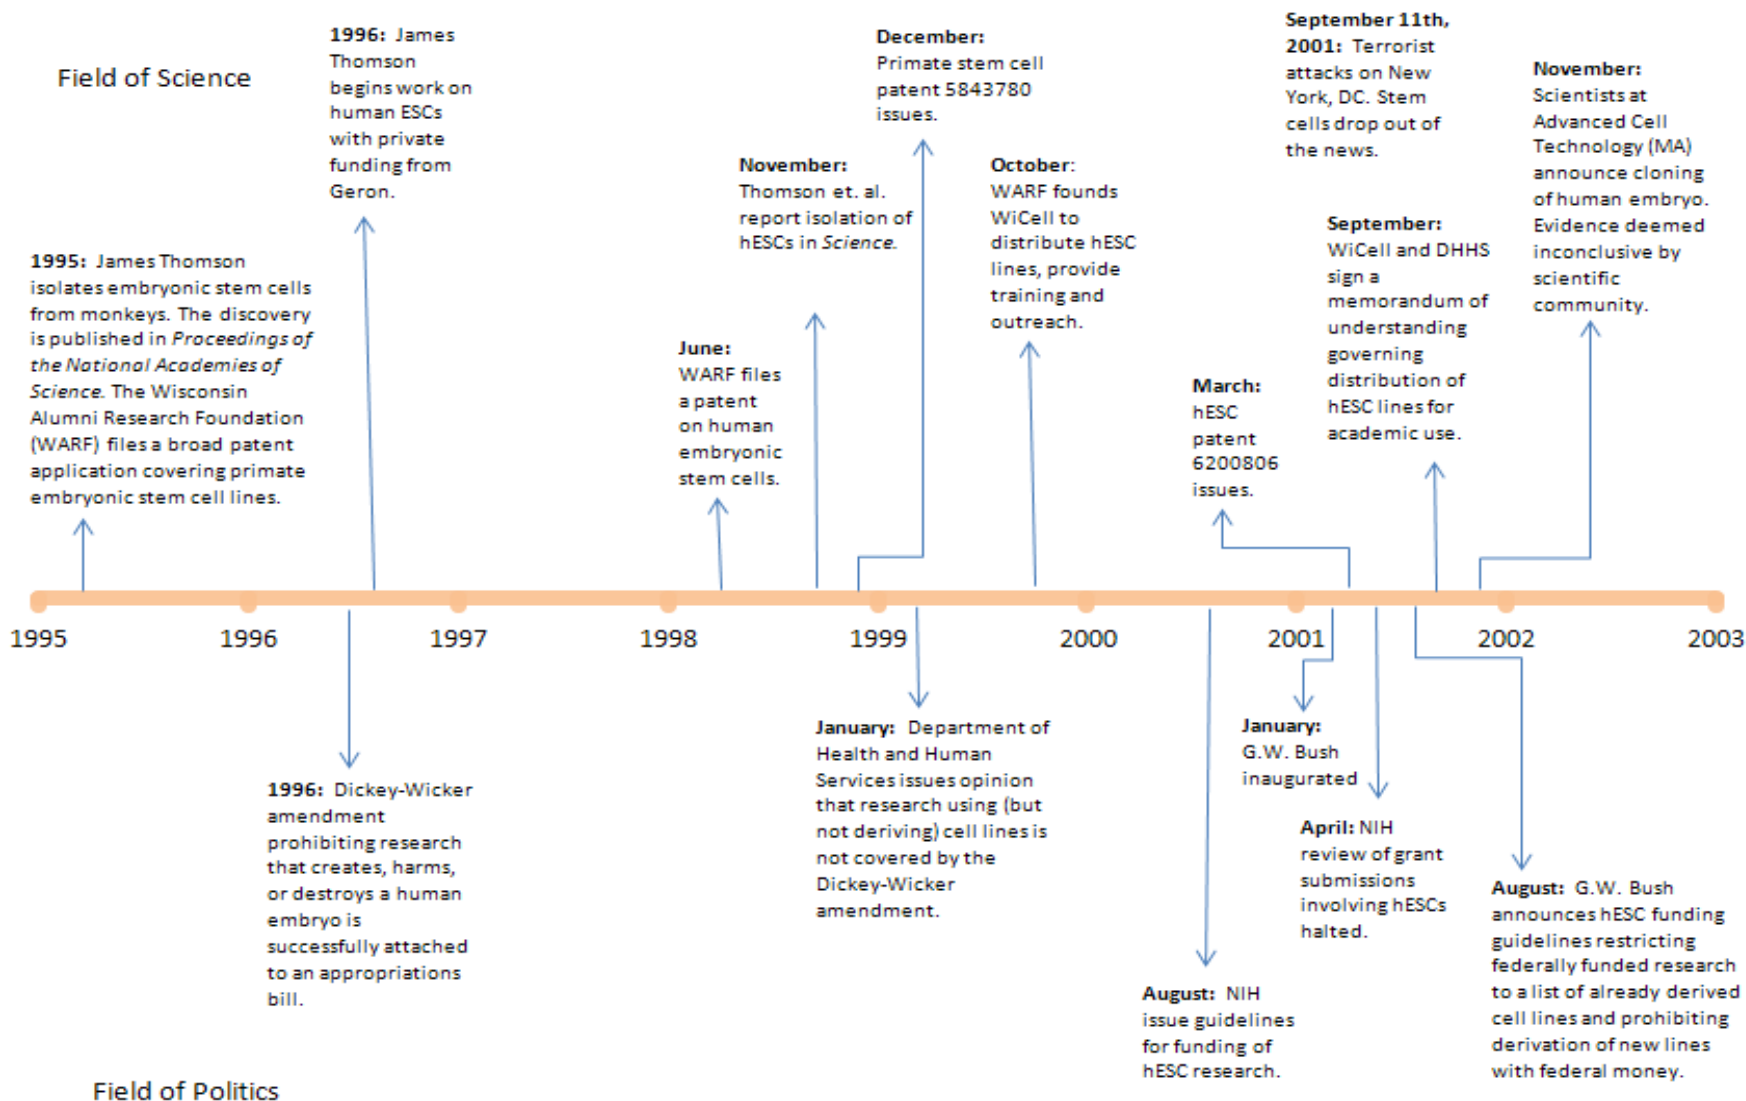 Field of Science
1995: James Thomson
isolates embryonic stem cells
from monkeys. The discovery
is published in Proceedings of
the National Academies of
Science. The Wisconsin
Alumni Research Foundation
(WARF) files a broad patent
application covering primate
embryonic stem cell lines.
1996: James
Thomson
begins work on
human ESCs
with private
funding from
Geron.
June:
WARF files
a patent
on human
embryonic
stem cells.
November:
Thomson et. al.
report isolation of
hESCs in Science.
December:
Primate stem cell
patent 5843780
issues.
October:
WARF founds
WiCell to
distribute hESC
lines, provide
training and
outreach.
March:
hESC
patent
6200806
issues.
September 11th,
2001: Terrorist
attacks on New
York, DC. Stem
cells drop out of
the news.
September:
WiCell and DHHS
sign a
memorandum of
understanding
governing
distribution of
hESC lines for
academic use.
November:
Scientists at
Advanced Cell
Technology (MA)
announce cloning
of human embryo.
Evidence deemed
inconclusive by
scientific
community.
1995
1996
1997
1998
1999
2000
2001
2002
2003
1996: Dickey-Wicker
amendment
prohibiting research
that creates, harms,
or destroys a human
embryo is
successfully attached
to an appropriations
bill.
January: Department of
Health and Human
Services issues opinion
that research using (but
not deriving) cell lines is
not covered by the
Dickey-Wicker
amendment.
August: NIH
issue guidelines
for funding of
hESC research.
January:
G.W. Bush
inaugurated
April: NIH
review of grant
submissions
involving hESCs
halted.
August: G.W. Bush
announces hESC funding
guidelines restricting
federally funded research
to a list of already derived
cell lines and prohibiting
derivation of new lines
with federal money.
Field of Politics